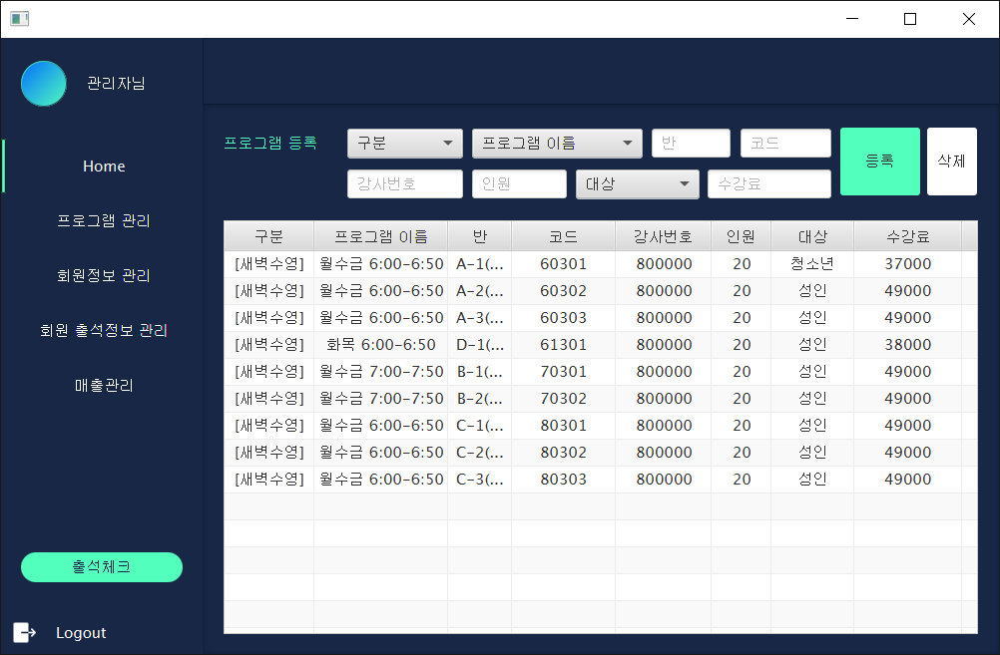 관리자님
Home
프로그램 관리
회원정보 관리
회원 출석정보 관리
매출관리
출석체크
Logout
프로그램 등록 구분 프로그램 이름 반 코드 등록 삭제
강사번호 인원 대상 수강료
구분 프로그램 이름 반 코드 강사번호 인원 대상 수강료
[새벽수영] 월수금 6:00-6:50 A-1(... 60301 800000 20 청소년 37000
[새벽수영] 월수금 6:00-6:50 A-2(... 60302 800000 20 성인 49000
[새벽수영] 월수금 6:00-6:50 A-3(... 60303 800000 20 성인 49000
[새벽수영] 화목 6:00-6:50 D-1(... 61301 800000 20 성인 38000
[새벽수영] 월수금 7:00-7:50 B-1(... 70301 800000 20 성인 49000
[새벽수영] 월수금 7:00-7:50 B-2(... 70302 800000 20 성인 49000
[새벽수영] 월수금 6:00-6:50 C-1(... 80301 800000 20 성인 49000
[새벽수영] 월수금 6:00-6:50 C-2(... 80302 800000 20 성인 49000
[새벽수영] 월수금 6:00-6:50 C-3(... 80303 800000 20 성인 49000